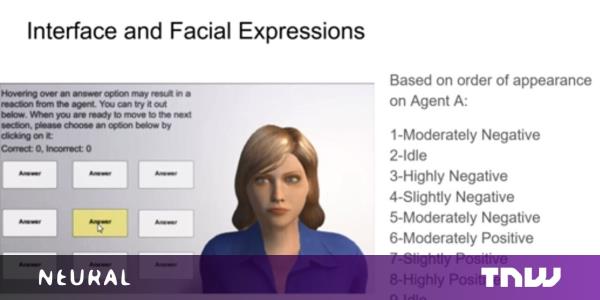 Interface and Facial Expressions
Hovering over an answer option may result in a
reaction from the agent. You can try it out
below. When you are ready to move to the next
section, please choose an option below by
clicking on it:
Correct: 0, Incorrect: 0
Answer Answer Answer
Answer Answer Answer
Answer Answer Answer
Based on order of appearance
on Agent A:
1-Moderately Negative
2-Idle
3-Highly Negative
4-Slightly Negative
5-Moderately Negative
6-Moderately Positive
7-Slightly Positive
8-Highly Positive
9-Idle
NEURAL
TNW